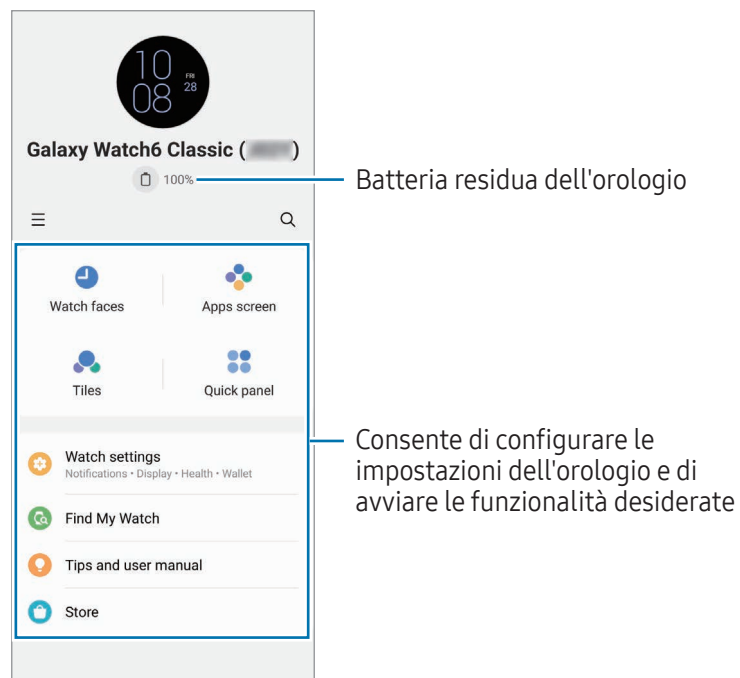 10
08
FRI
28
Galaxy Watch6 Classic ( )
100%
Batteria residua dell'orologio
Watch faces
Apps screen
Tiles
Quick panel
Consente di configurare le
impostazioni dell'orologio e di
avviare le funzionalità desiderate
Watch settings
Notifications • Display • Health • Wallet
Find My Watch
Tips and user manual
Store